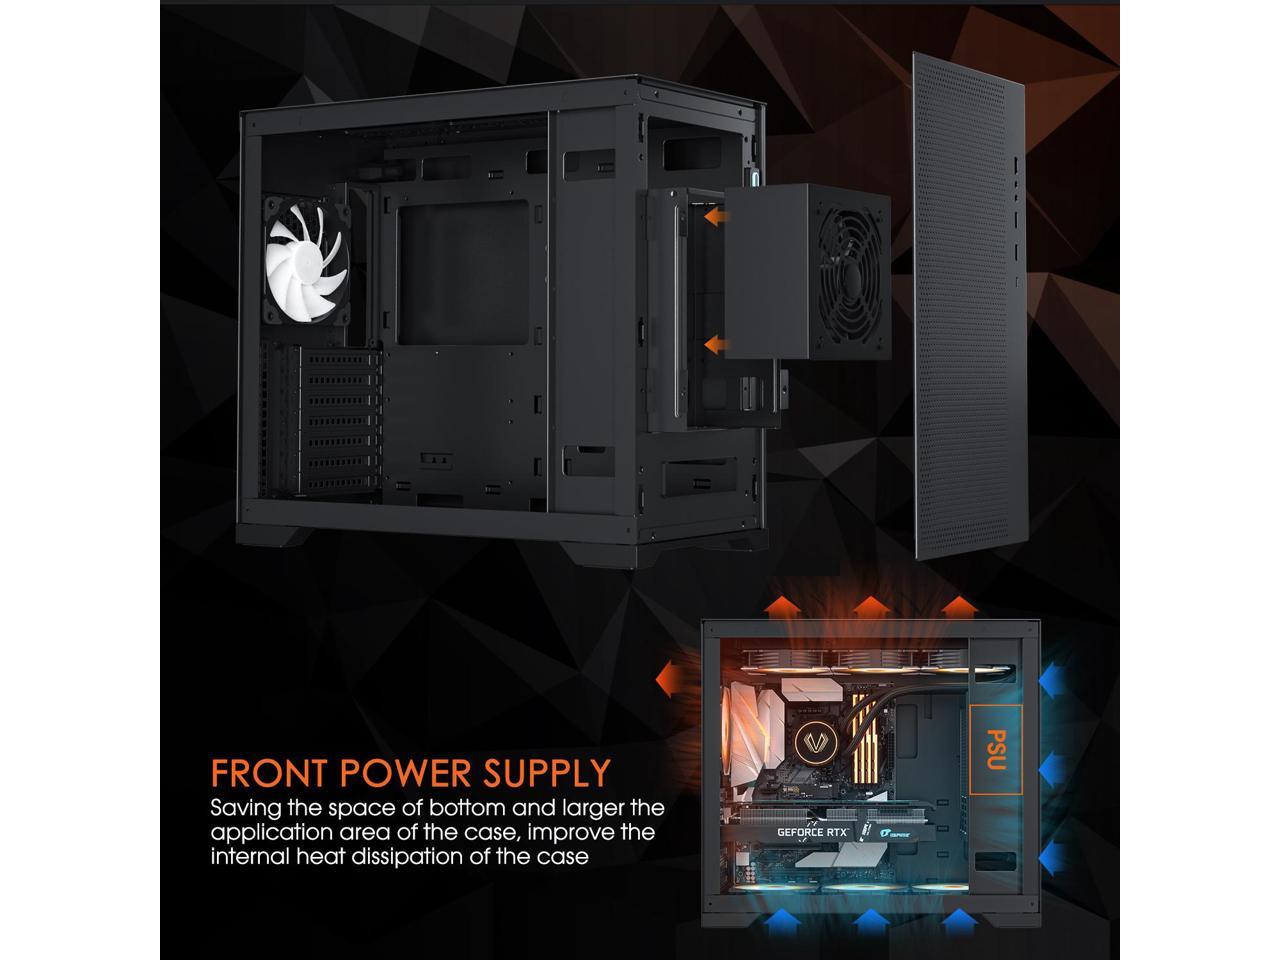 FRONT POWER SUPPLY
Saving the space of bottom and larger the
application area of the case, improve the
internal heat dissipation of the case
PSU
GEFORCE RTX